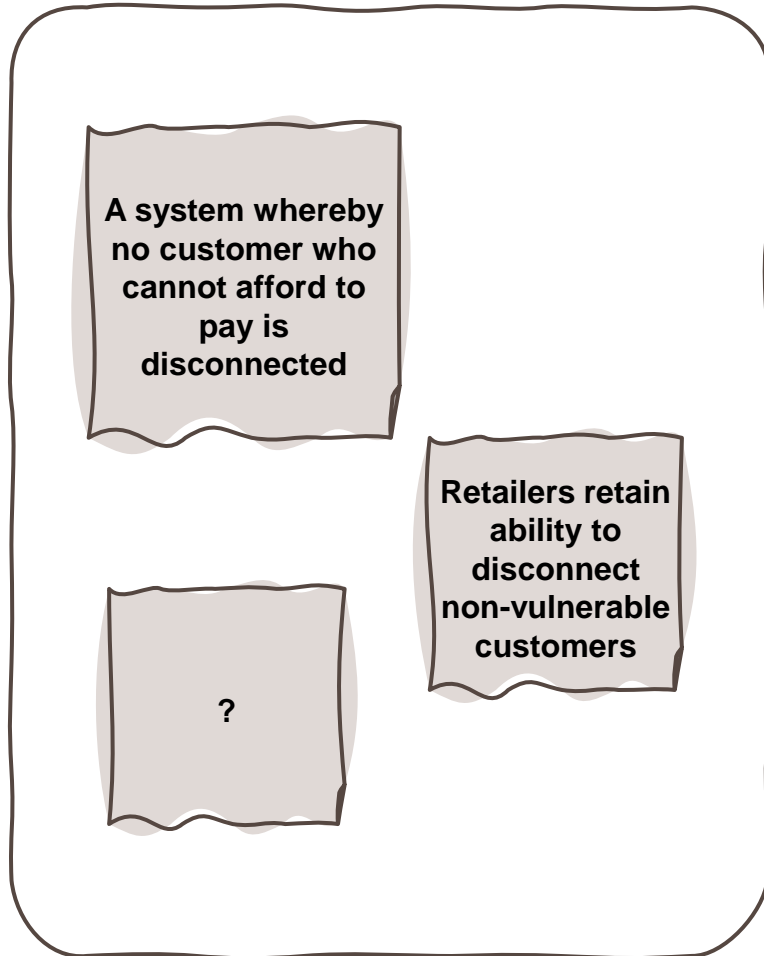 A system whereby
no customer who
cannot afford to
pay is
disconnected
Retailers retain
ability to
disconnect
non-vulnerable
customers
?